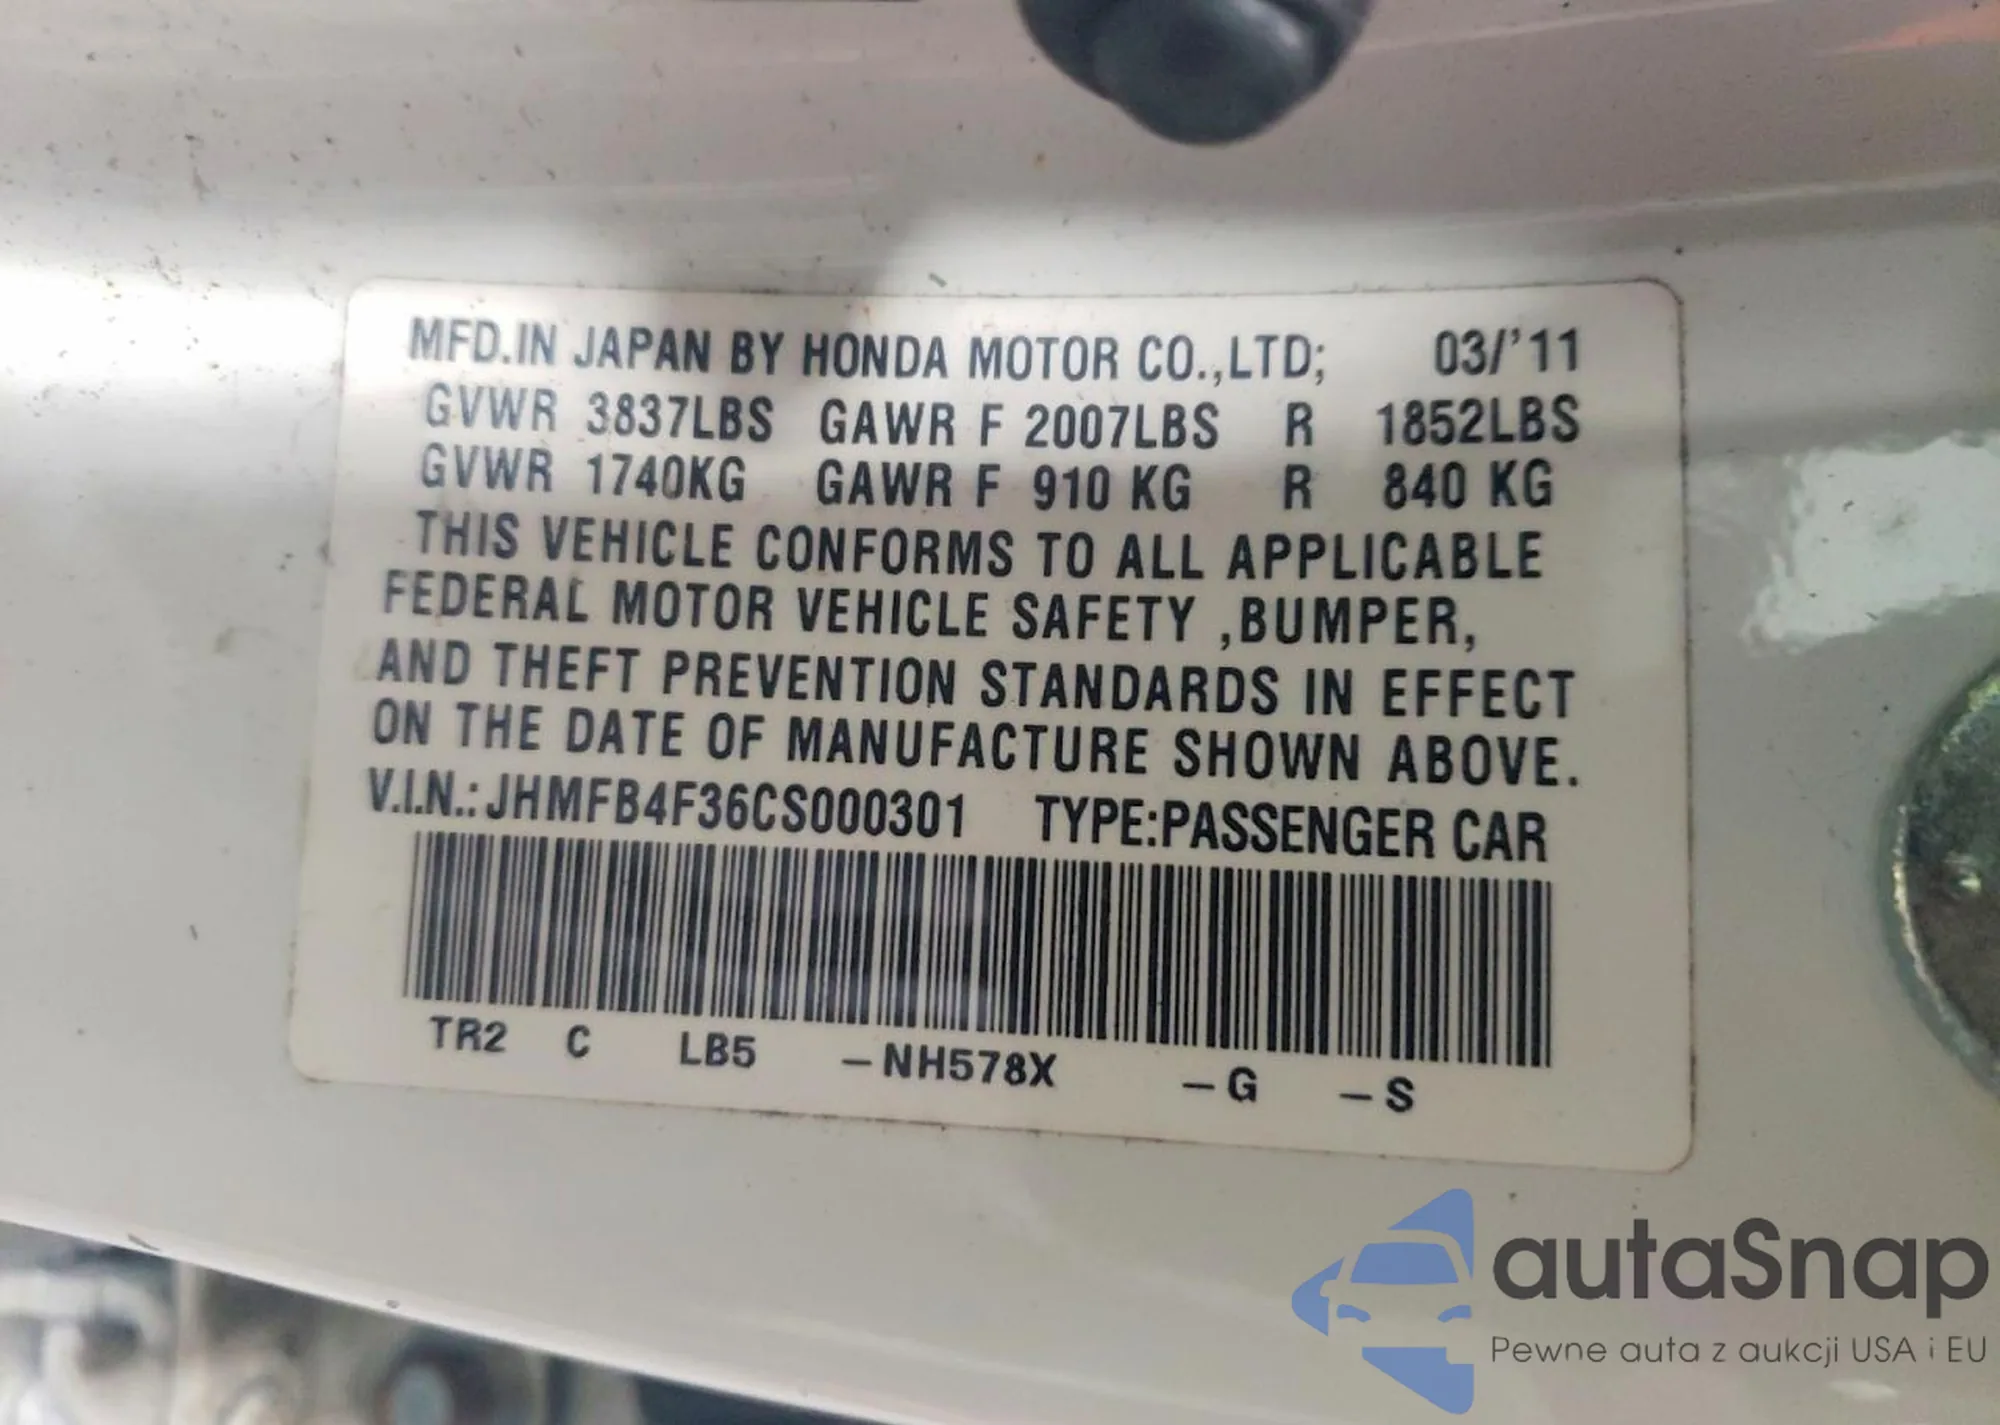 MFD.IN JAPAN BY HONDA MOTOR CO.,LTD; 03/'11
GVWR 3837LBS GAWR F 2007LBS R 1852LBS
GVWR 1740KG GAWR F 910 KG R 840 KG
THIS VEHICLE CONFORMS TO ALL APPLICABLE
FEDERAL MOTOR VEHICLE SAFETY ,BUMPER,
AND THEFT PREVENTION STANDARDS IN EFFECT
ON THE DATE OF MANUFACTURE SHOWN ABOVE.
V.I.N.:JHMFB4F36CS000301 TYPE:PASSENGER CAR
TR2 C LB5 –NH578X –G –S
autaSnap
Pewne auta z aukcji USA i EU